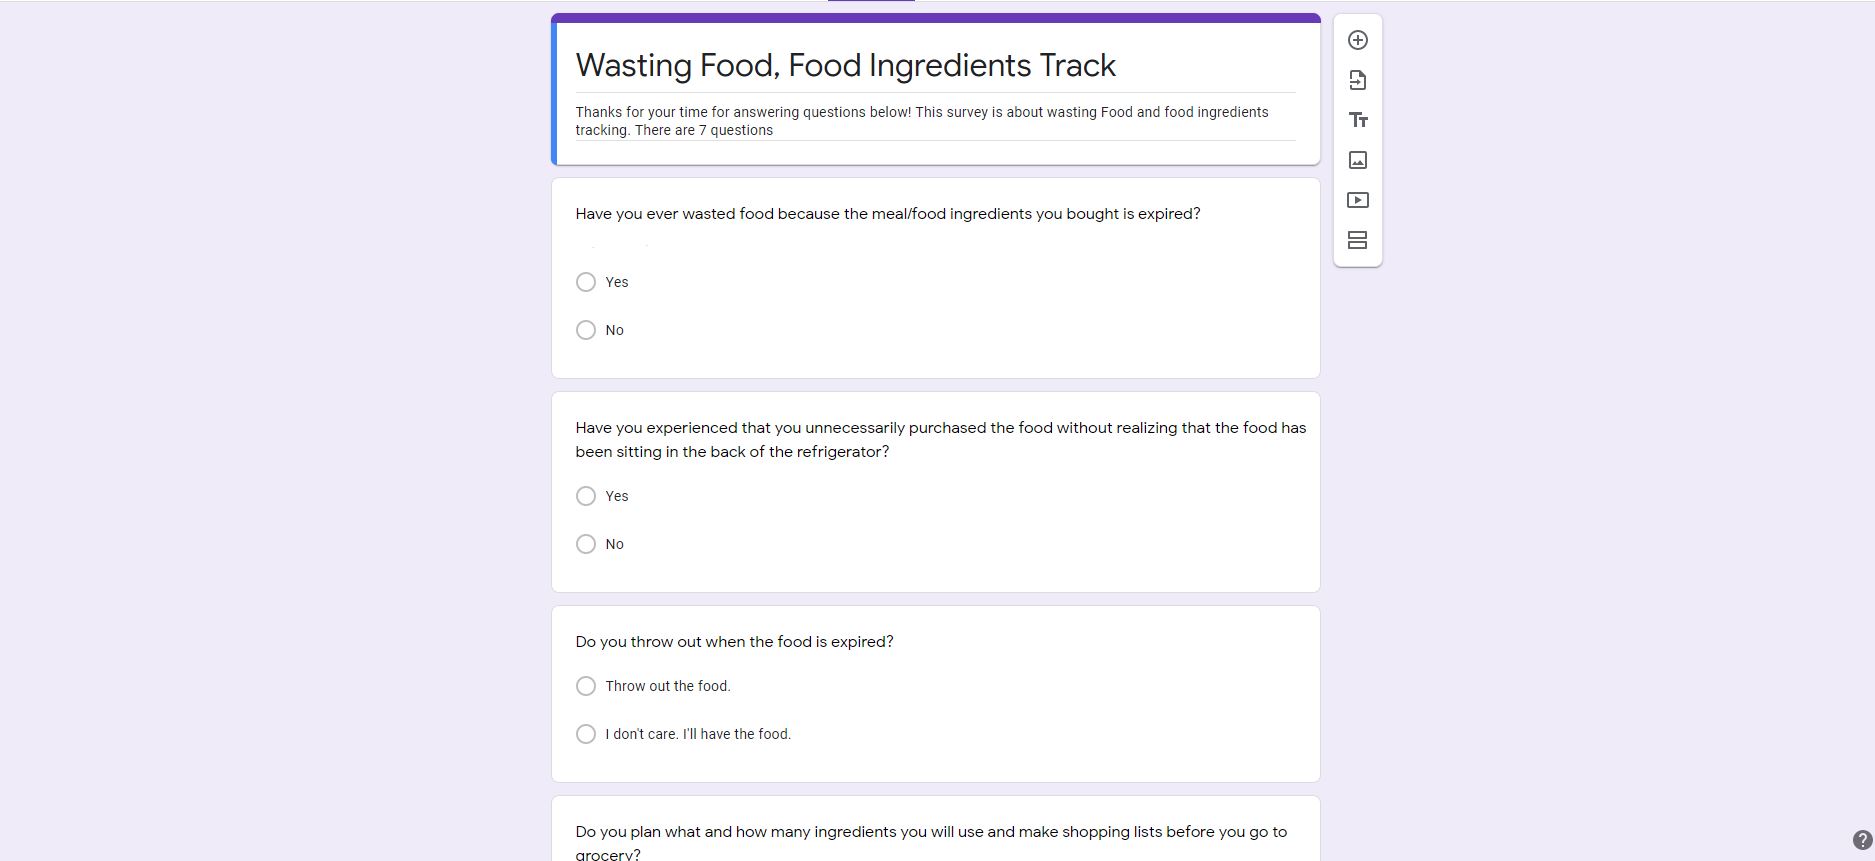 Wasting Food, Food Ingredients Track
Thanks for your time for answering questions below! This survey is about wasting Food and food ingredients
tracking. There are 7 questions
Have you ever wasted food because the meal/food ingredients you bought is expired?
Yes
No
Have you experienced that you unnecessarily purchased the food without realizing that the food has
been sitting in the back of the refrigerator?
Yes
No
Do you throw out when the food is expired?
Throw out the food.
I don't care. I'll have the food.
Do you plan what and how many ingredients you will use and make shopping lists before you go to
grocery?